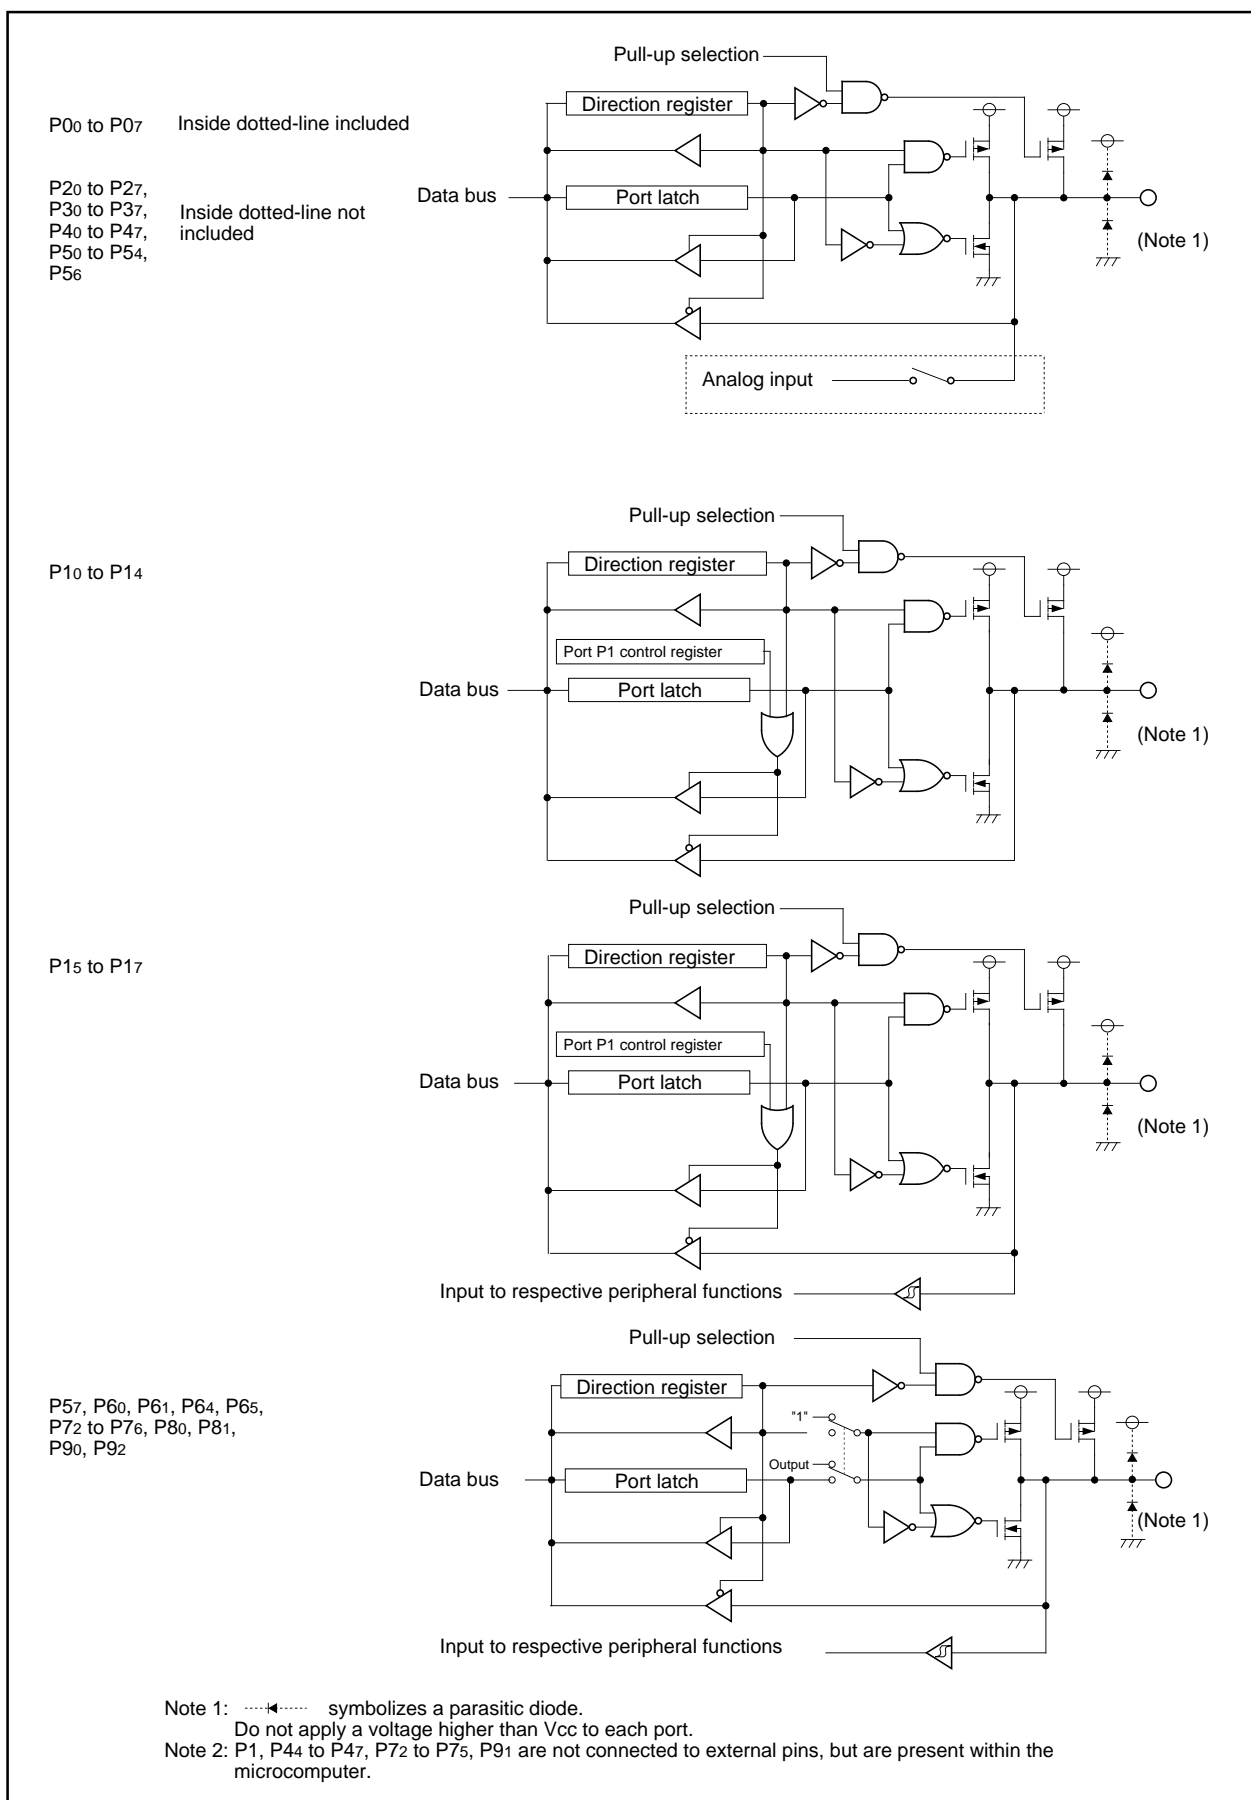 Pull-up selection
Direction register
P00 to P07 Inside dotted-line included
P20 to P27,
P30 to P37,
P40 to P47,
P50 to P54,
P56
Inside dotted-line not
included
Data bus
Port latch
(Note 1)
Analog input
Pull-up selection
P10 to P14
Direction register
Port P1 control register
Data bus
Port latch
(Note 1)
Pull-up selection
P15 to P17
Direction register
Port P1 control register
Data bus
Port latch
(Note 1)
Input to respective peripheral functions
Pull-up selection
P57, P60, P61, P64, P65,
P72 to P76, P80, P81,
P90, P92
Direction register
"1"
Output
Data bus
Port latch
(Note 1)
Input to respective peripheral functions
Note 1: symbolizes a parasitic diode.
Do not apply a voltage higher than Vcc to each port.
Note 2: P1, P44 to P47, P72 to P75, P91 are not connected to external pins, but are present within the
microcomputer.